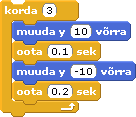 korda 3
muuda y 10 võrra
oota 0.1 sek
muuda y -10 võrra
oota 0.2 sek